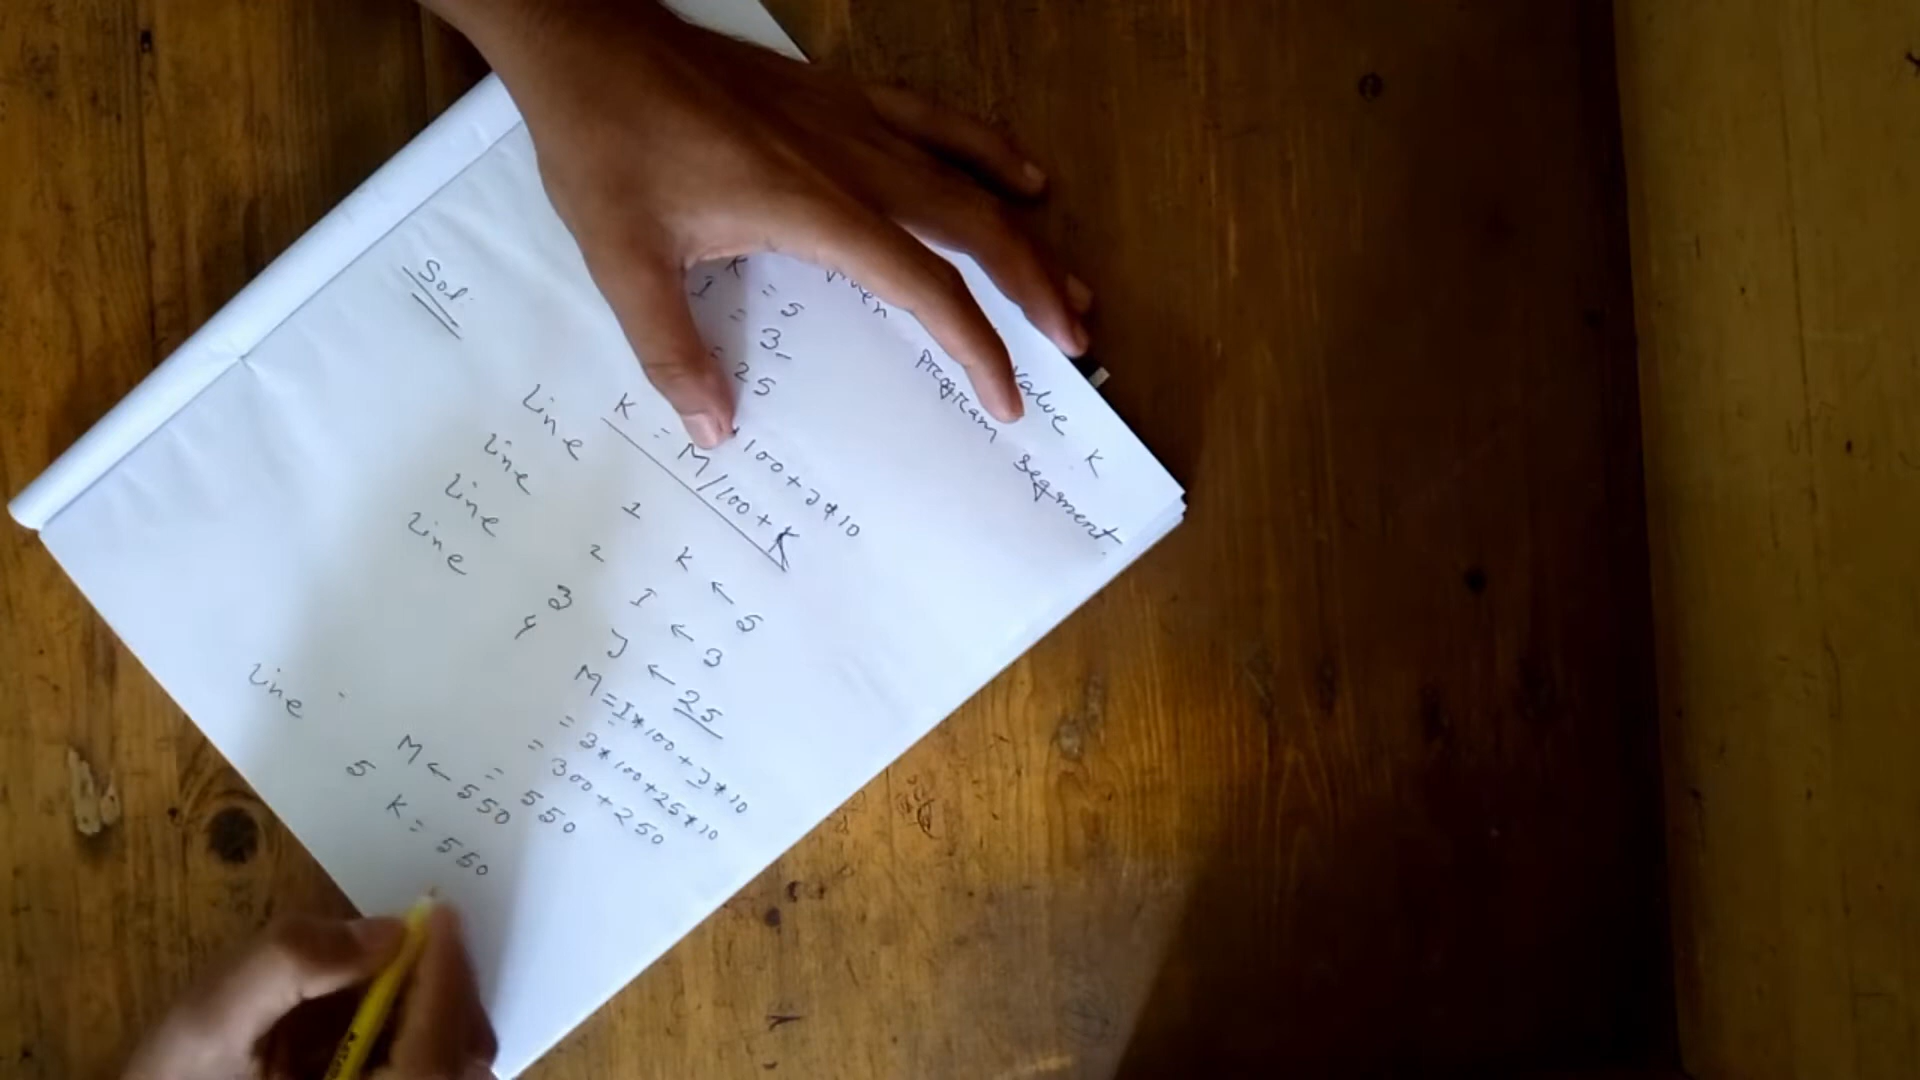 value K
program segment.
K = 5
I = 3
= 25
* 100 + J * 10
K = M/100 + K
Sol:
Line 1 K ← 5
Line 2 I ← 3
Line 3 J ← 25
Line 4 M = I * 100 + J * 10
= 3 * 100 + 25 * 10
= 300 + 250
= 550
M ← 550
Line 5 K = 550